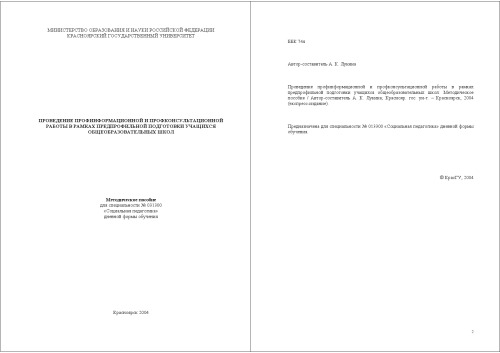 МИНИСТЕРСТВО ОБРАЗОВАНИЯ И НАУКИ РОССИЙСКОЙ ФЕДЕРАЦИИ
КРАСНОЯРСКИЙ ГОСУДАРСТВЕННЫЙ УНИВЕРСИТЕТ
ПРОВЕДЕНИЕ ПРОФИНФОРМАЦИОННОЙ И ПРОФКОНСУЛЬТАЦИОННОЙ
РАБОТЫ В РАМКАХ ПРЕДПРОФИЛЬНОЙ ПОДГОТОВКИ УЧАЩИХСЯ
ОБЩЕОБРАЗОВАТЕЛЬНЫХ ШКОЛ
Методическое пособие
для специальности № 031300
«Социальная педагогика»
дневной формы обучения
Красноярск 2004
ББК 74я
Автор-составитель А. К. Лукина
Проведение профинформационной и профконсультационной работы в рамках
предпрофильной подготовки учащихся общеобразовательных школ: Методическое
пособие / Автор-составитель А. К. Лукина; Краснояр. гос. ун-т. – Красноярск, 2004
(экспресс-издание)
Предназначена для специальности № 031300 «Социальная педагогика» дневной формы
обучения
© КрасГУ, 2004
2